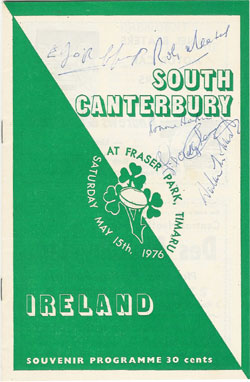 SOUTH
CANTERBURY
AT FRASER PARK, TIMARU
SATURDAY MAY 15th, 1976
IRELAND
SOUVENIR PROGRAMME 30 cents